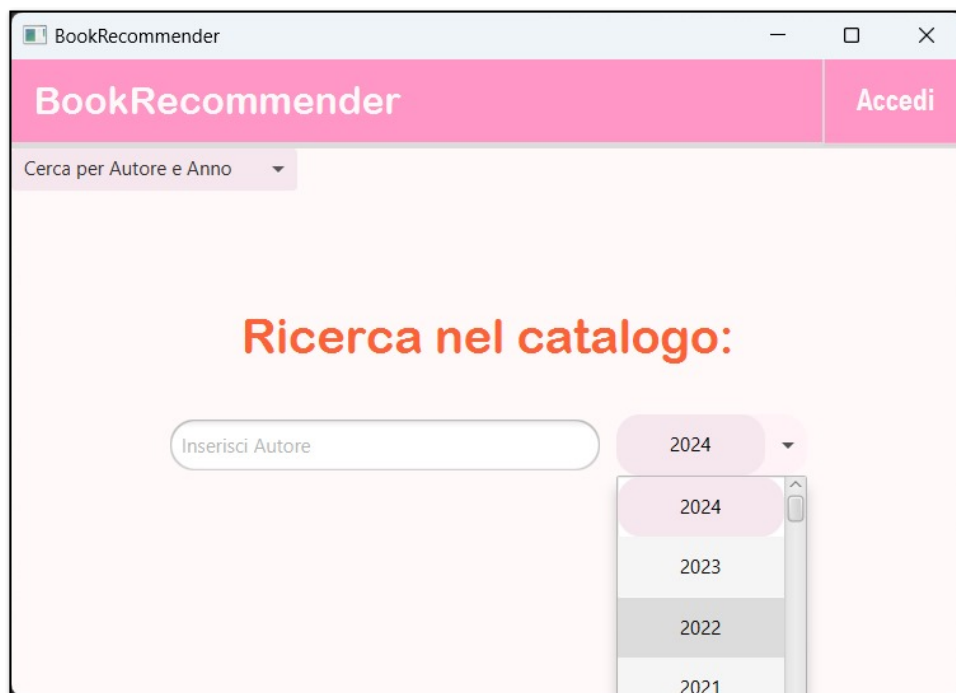 BookRecommender
BookRecommender
Accedi
Cerca per Autore e Anno
Ricerca nel catalogo:
Inserisci Autore
2024
2024
2023
2022
2021